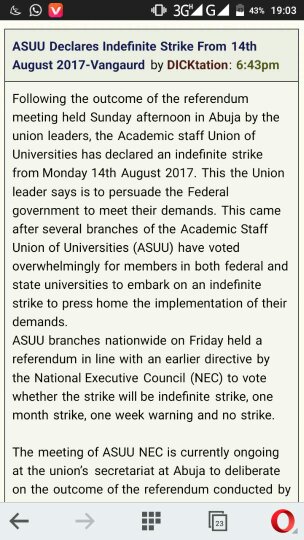 3G G 43% 19:03
ASUU Declares Indefinite Strike From 14th
August 2017-Vangaurd by DICKtation: 6:43pm
Following the outcome of the referendum
meeting held Sunday afternoon in Abuja by the
union leaders, the Academic staff Union of
Universities has declared an indefinite strike
from Monday 14th August 2017. This the Union
leader says is to persuade the Federal
government to meet their demands. This came
after several branches of the Academic Staff
Union of Universities (ASUU) have voted
overwhelmingly for members in both federal and
state universities to embark on an indefinite
strike to press home the implementation of their
demands.
ASUU branches nationwide on Friday held a
referendum in line with an earlier directive by
the National Executive Council (NEC) to vote
whether the strike will be indefinite strike, one
month strike, one week warning and no strike.
The meeting of ASUU NEC is currently ongoing
at the union's secretariat at Abuja to deliberate
on the outcome of the referendum conducted by
23